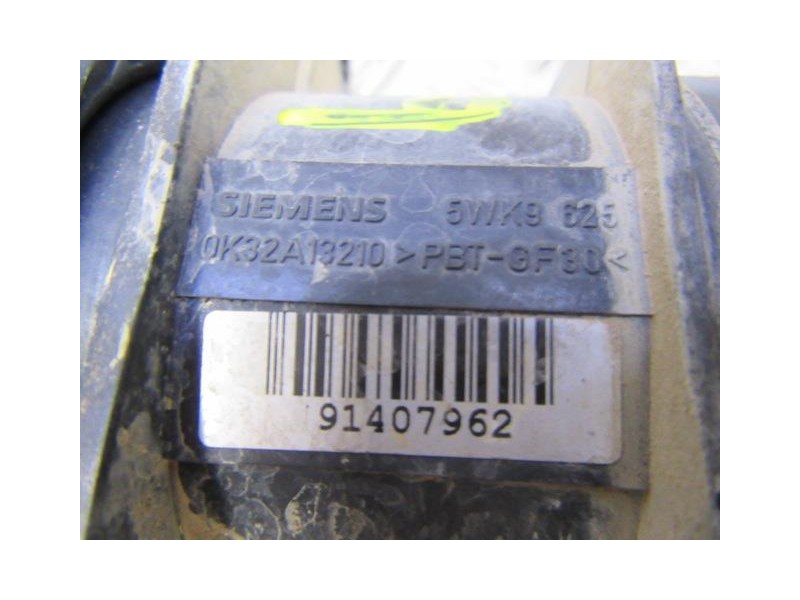 SIEMENS 5WK9 625
0K32A13210 >PBT-GF30<
91407962